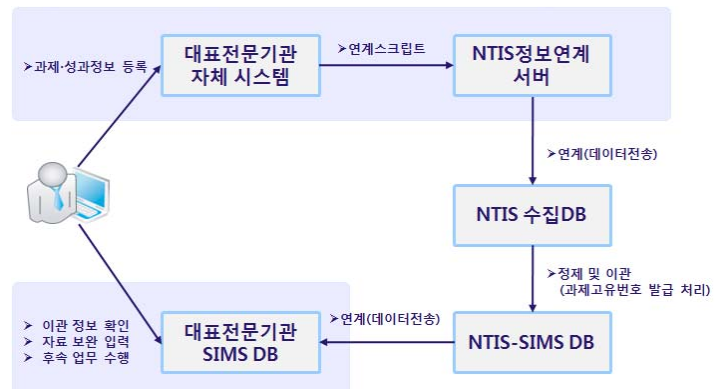 ➢과제·성과정보 등록
대표전문기관
자체 시스템
➢연계스크립트
NTIS정보연계
서버
➢연계(데이터전송)
NTIS 수집DB
➢정제 및 이관
(과제고유번호 발급 처리)
NTIS-SIMS DB
➢연계(데이터전송)
대표전문기관
SIMS DB
➢ 이관 정보 확인
➢ 자료 보완 입력
➢ 후속 업무 수행